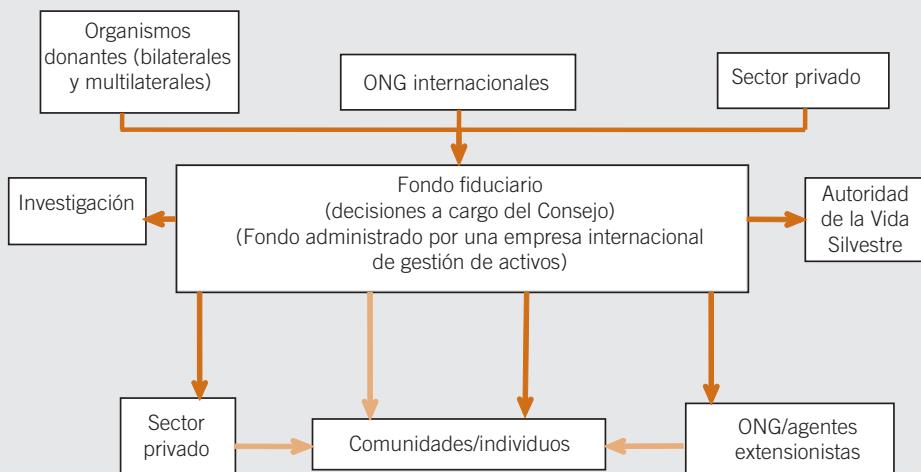 Organismos
donantes (bilaterales
y multilaterales)
ONG internacionales
Sector privado
Fondo fiduciario
(decisiones a cargo del Consejo)
(Fondo administrado por una empresa internacional
de gestión de activos)
Investigación
Autoridad
de la Vida
Silvestre
Sector
privado
Comunidades/individuos
ONG/agentes
extensionistas